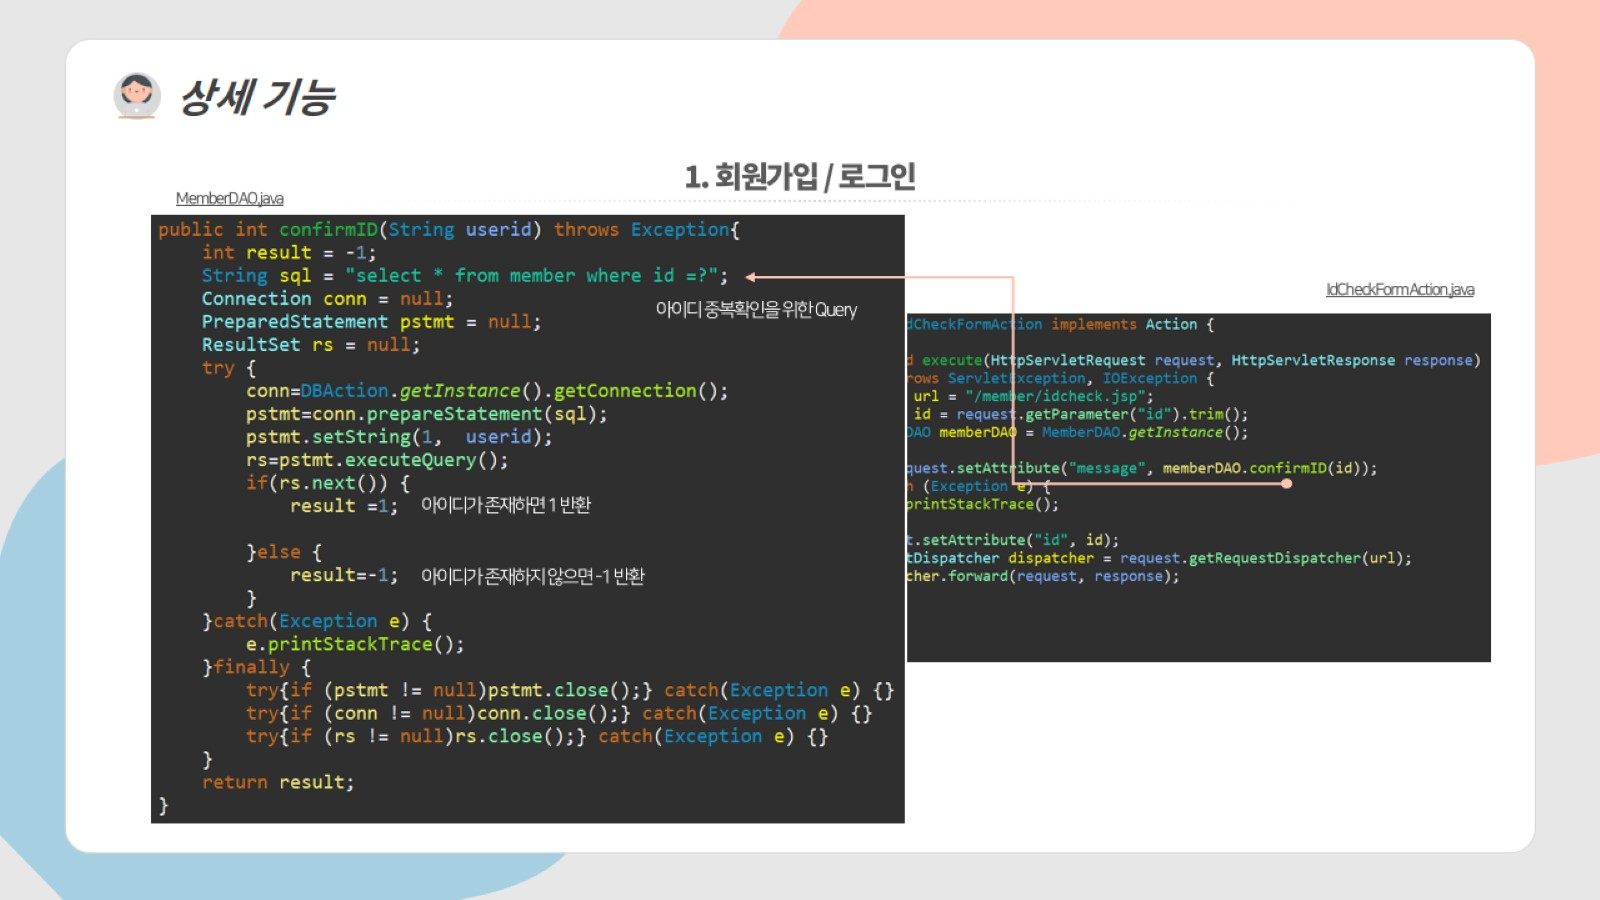 상세 기능
1. 회원가입 / 로그인
MemberDAO.java
public int confirmID(String userid) throws Exception{
int result = -1;
String sql = "select * from member where id =?";
아이디 중복확인을 위한 Query
Connection conn = null;
PreparedStatement pstmt = null;
ResultSet rs = null;
try {
conn=DBAction.getInstance().getConnection();
pstmt=conn.prepareStatement(sql);
pstmt.setString(1, userid);
rs=pstmt.executeQuery();
if(rs.next()) {
result =1; 아이디가 존재하면 1 반환
}else {
result=-1; 아이디가 존재하지 않으면 -1 반환
}
}catch(Exception e) {
e.printStackTrace();
}finally {
try{if (pstmt != null)pstmt.close();} catch(Exception e) {}
try{if (conn != null)conn.close();} catch(Exception e) {}
try{if (rs != null)rs.close();} catch(Exception e) {}
}
return result;
}
IdCheckFormAction.java
dCheckFormAction implements Action {
d execute(HttpServletRequest request, HttpServletResponse response)
rows ServletException, IOException {
url = "/member/idcheck.jsp";
id = request.getParameter("id").trim();
DAO memberDAO = MemberDAO.getInstance();
quest.setAttribute("message", memberDAO.confirmID(id));
h (Exception e) {
printStackTrace();
t.setAttribute("id", id);
tDispatcher dispatcher = request.getRequestDispatcher(url);
cher.forward(request, response);